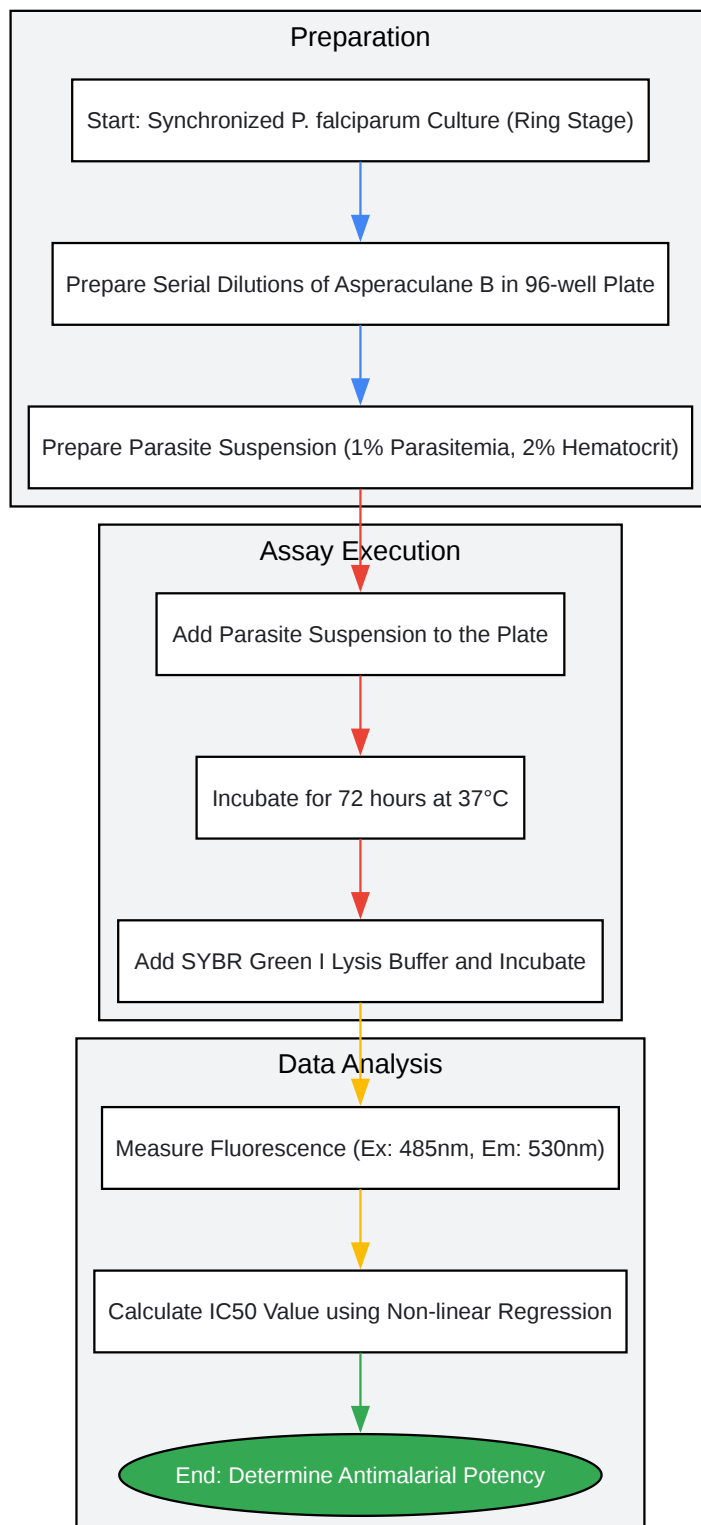 Preparation
Start: Synchronized P. falciparum Culture (Ring Stage)
Prepare Serial Dilutions of Asperaculane B in 96-well Plate
Prepare Parasite Suspension (1% Parasitemia, 2% Hematocrit)
Assay Execution
Add Parasite Suspension to the Plate
Incubate for 72 hours at 37°C
Add SYBR Green I Lysis Buffer and Incubate
Data Analysis
Measure Fluorescence (Ex: 485nm, Em: 530nm)
Calculate IC50 Value using Non-linear Regression
End: Determine Antimalarial Potency